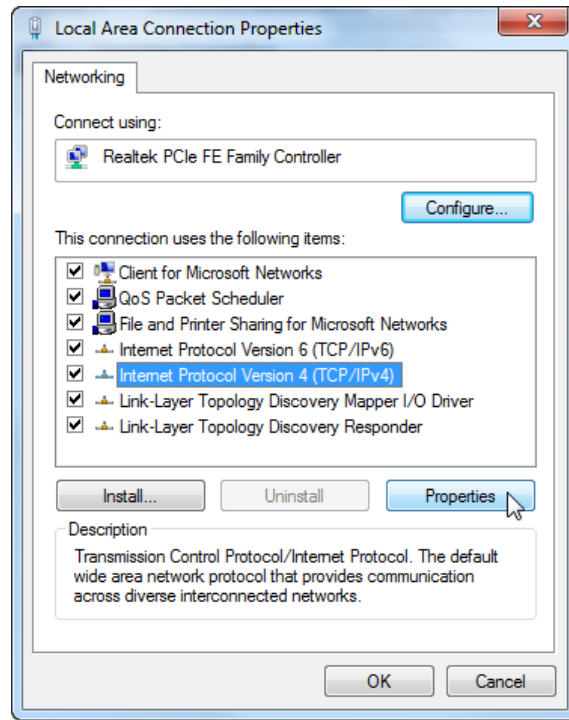 Local Area Connection Properties
Networking
Connect using:
Realtek PCIe FE Family Controller
Configure...
This connection uses the following items:
Client for Microsoft Networks
QoS Packet Scheduler
File and Printer Sharing for Microsoft Networks
Internet Protocol Version 6 (TCP/IPv6)
Internet Protocol Version 4 (TCP/IPv4)
Link-Layer Topology Discovery Mapper I/O Driver
Link-Layer Topology Discovery Responder
Install... Uninstall Properties
Description
Transmission Control Protocol/Internet Protocol. The default
wide area network protocol that provides communication
across diverse interconnected networks.
OK Cancel